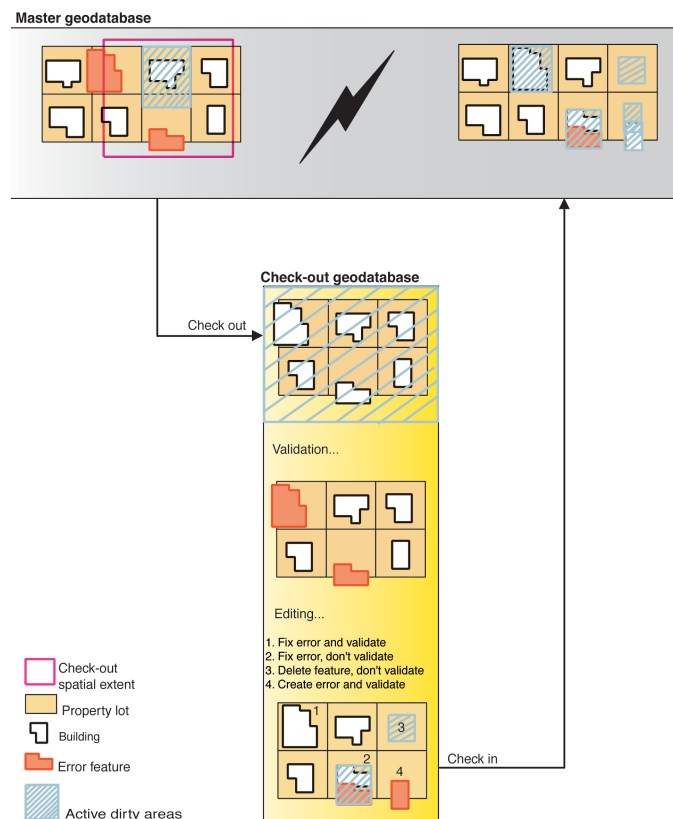 Master geodatabase
Check-out geodatabase
Check out
Validation...
Editing...
1. Fix error and validate
2. Fix error, don't validate
3. Delete feature, don't validate
4. Create error and validate
1
3
2
4
Check in
Check-out
spatial extent
Property lot
Building
Error feature
Active dirty areas